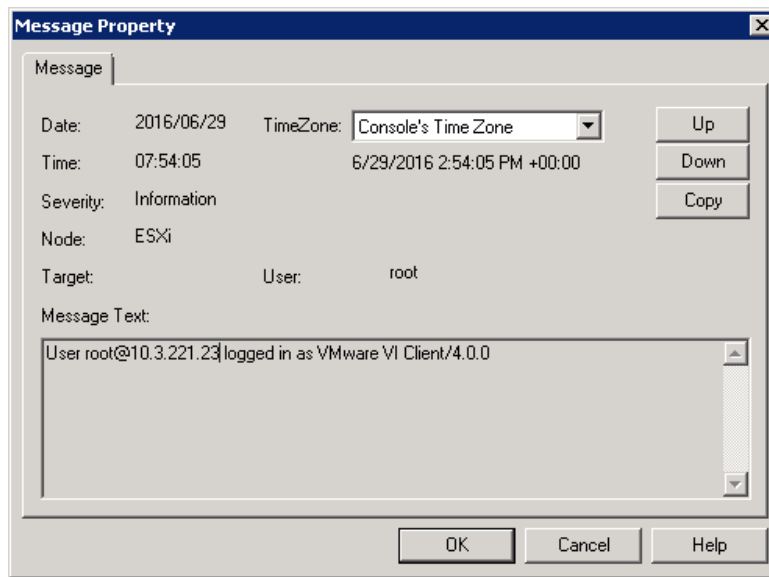 Message Property
Message
Date: 2016/06/29 TimeZone: Console's Time Zone Up
Time: 07:54:05 6/29/2016 2:54:05 PM +00:00 Down
Severity: Information Copy
Node: ESXi
Target: User: root
Message Text:
User root@10.3.221.23 logged in as VMware VI Client/4.0.0
OK Cancel Help